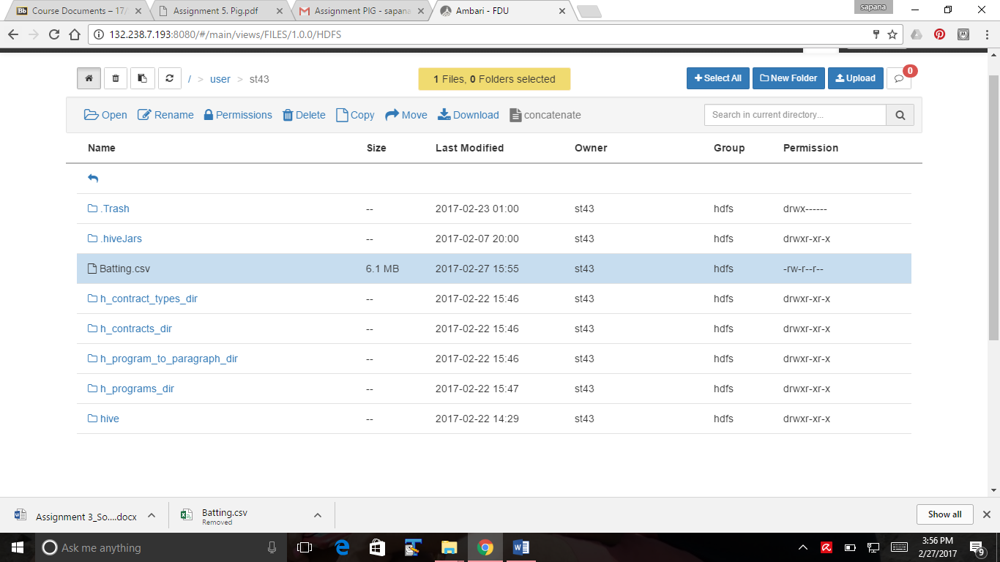 Course Documents – 17/
Assignment 5. Pig.pdf
Assignment PIG - sapana
Ambari - FDU
sapana
132.238.7.193:8080/#/main/views/FILES/1.0.0/HDFS
/ > user > st43
1 Files, 0 Folders selected
Select All
New Folder
Upload
0
Open Rename Permissions Delete Copy Move Download concatenate
Search in current directory...
Name Size Last Modified Owner Group Permission
.Trash -- 2017-02-23 01:00 st43 hdfs drwx------
.hiveJars -- 2017-02-07 20:00 st43 hdfs drwxr-xr-x
Batting.csv 6.1 MB 2017-02-27 15:55 st43 hdfs -rw-r--r--
h_contract_types_dir -- 2017-02-22 15:46 st43 hdfs drwxr-xr-x
h_contracts_dir -- 2017-02-22 15:46 st43 hdfs drwxr-xr-x
h_program_to_paragraph_dir -- 2017-02-22 15:46 st43 hdfs drwxr-xr-x
h_programs_dir -- 2017-02-22 15:47 st43 hdfs drwxr-xr-x
hive -- 2017-02-22 14:29 st43 hdfs drwxr-xr-x
Assignment 3_So....docx
Batting.csv
Removed
Show all
Ask me anything
3:56 PM
2/27/2017
9